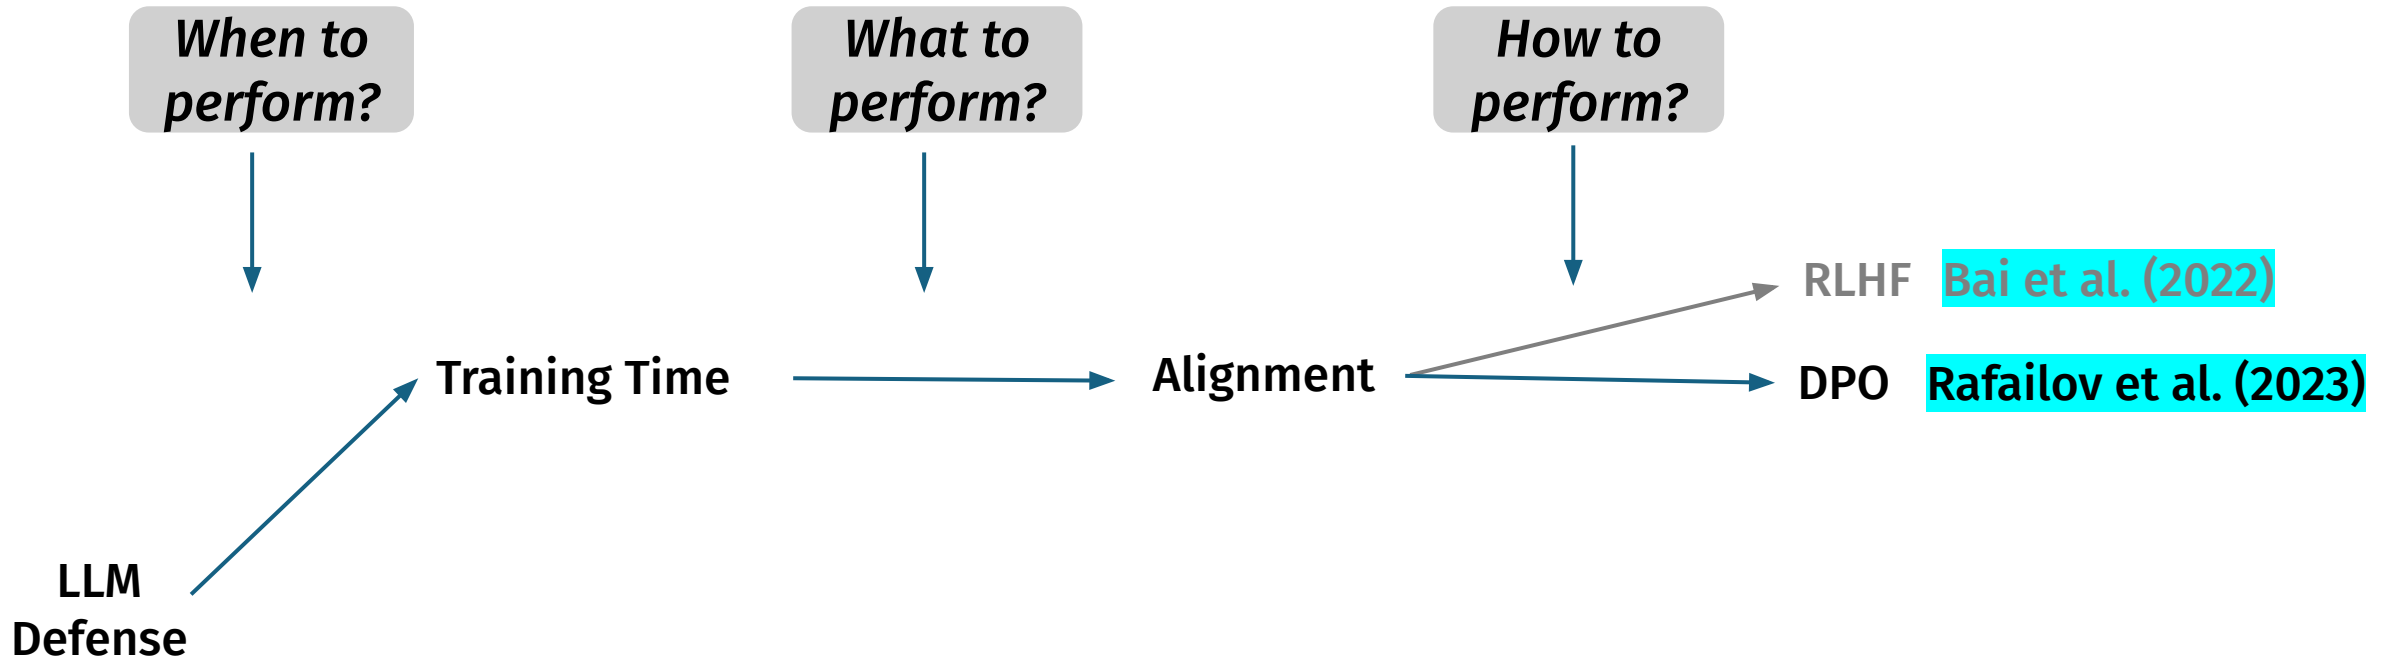 When to
perform?
What to
perform?
How to
perform?
RLHF Bai et al. (2022)
Training Time
Alignment
DPO Rafailov et al. (2023)
LLM
Defense